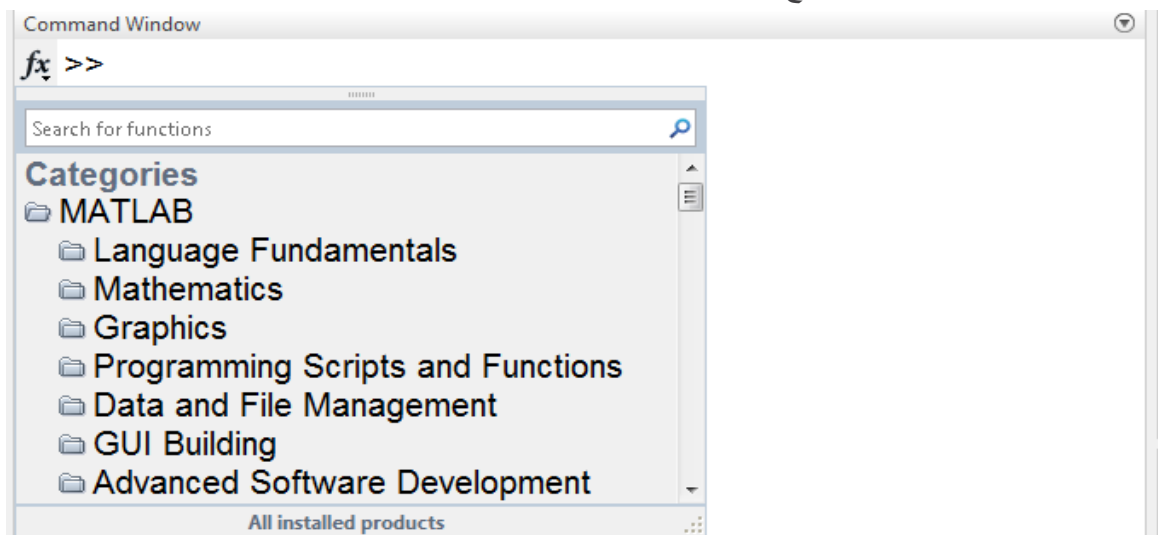 Command Window
fx >>
Search for functions
Categories
MATLAB
Language Fundamentals
Mathematics
Graphics
Programming Scripts and Functions
Data and File Management
GUI Building
Advanced Software Development
All installed products